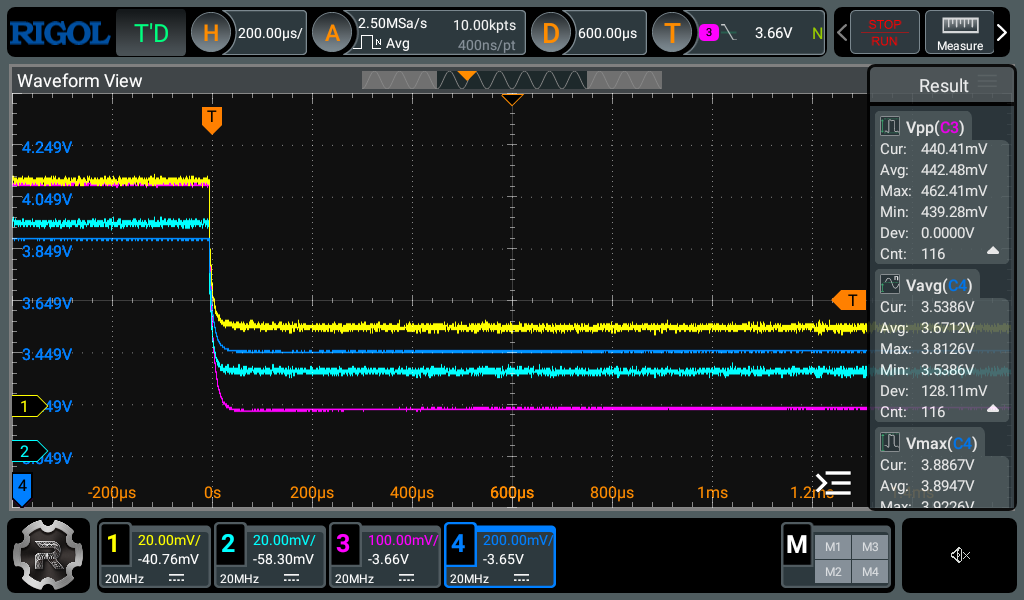 RIGOL T'D H 200.00μs/ A 2.50MSa/s 10.00kpts D 600.00μs T 3 3.66V N STOP
N Avg 400ns/pt RUN Measure
Waveform View
Result
T
Vpp(C3)
4.249V
Cur: 440.41mV
Avg: 442.48mV
4.049V
Max: 462.41mV
Min: 439.28mV
Dev: 0.0000V
3.849V
Cnt: 116
Vavg(C4)
3.649V
T
Cur: 3.5386V
Avg: 3.6712V
3.449V
Max: 3.8126V
Min: 3.5386V
Dev: 128.11mV
1
49V
Cnt: 116
2
Vmax(C4)
49V
Cur: 3.8867V
4
Avg: 3.8947V
-200μs 0s 200μs 400μs 600μs 800μs 1ms 1.2ms
Max: 3.9226V
1 20.00mV/ 2 20.00mV/ 3 100.00mV/ 4 200.00mV/ M M1 M3
-40.76mV -58.30mV -3.66V -3.65V
20MHz 20MHz 20MHz 20MHz M2 M4
R